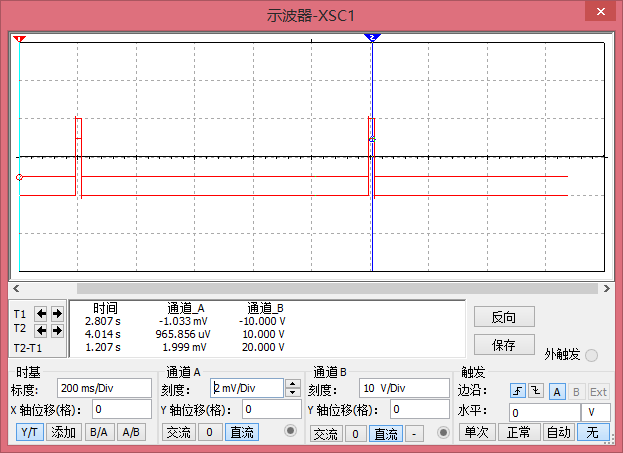 示波器-XSC1
1
2
时间 通道_A 通道_B
T1 2.807 s -1.033 mV -10.000 V
T2 4.014 s 965.856 uV 10.000 V
T2-T1 1.207 s 1.999 mV 20.000 V
反向
保存
外触发
时基
标度: 200 ms/Div
X 轴位移(格): 0
Y/T 添加 B/A A/B
通道 A
刻度: 2 mV/Div
Y 轴位移(格): 0
交流 0 直流
通道 B
刻度: 10 V/Div
Y 轴位移(格): 0
交流 0 直流 -
触发
边沿: A B Ext
水平: 0 V
单次 正常 自动 无